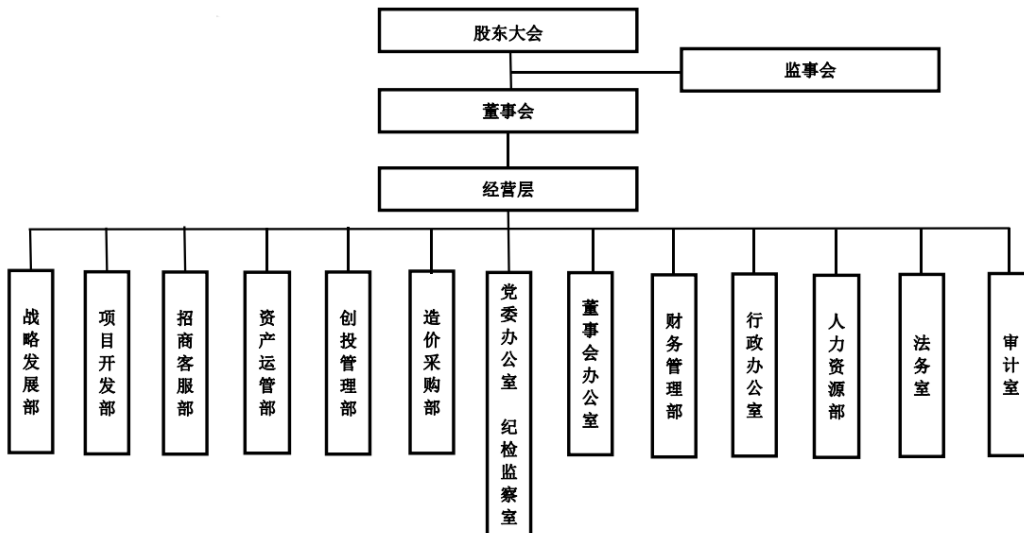 股东大会
监事会
董事会
经营层
战略发展部
项目开发部
招商客服部
资产运管部
创投管理部
造价采购部
党委办公室 纪检监察室
董事会办公室
财务管理部
行政办公室
人力资源部
法务室
审计室